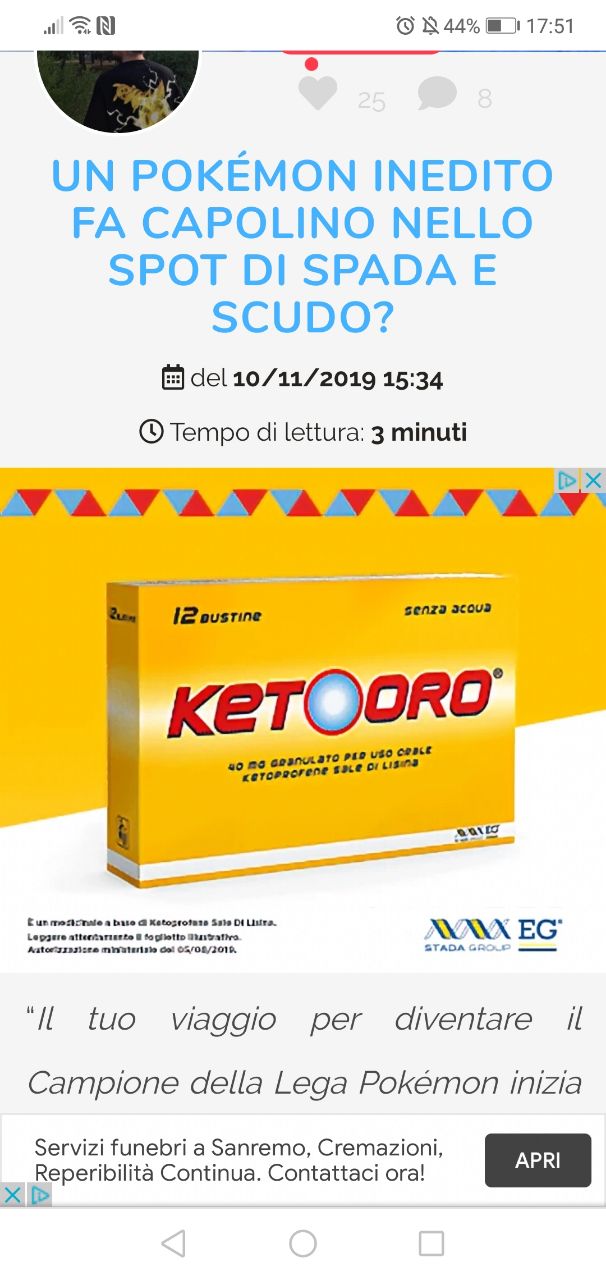 44% 17:51
25 8
UN POKÉMON INEDITO
FA CAPOLINO NELLO
SPOT DI SPADA E
SCUDO?
del 10/11/2019 15:34
Tempo di lettura: 3 minuti
12 BUSTINE
senza acqua
KETOORO®
40 mg GRANULATO PER USO ORALE
KETOPROFENE SALE DI LISINA
EG
È un medicinale a base di Ketoprofene Sale Di Lisina.
Leggere attentamente il foglietto illustrativo.
Autorizzazione ministeriale del 05/08/2019.
EG
STADA GROUP
“Il tuo viaggio per diventare il
Campione della Lega Pokémon inizia
Servizi funebri a Sanremo, Cremazioni,
Reperibilità Continua. Contattaci ora!
APRI